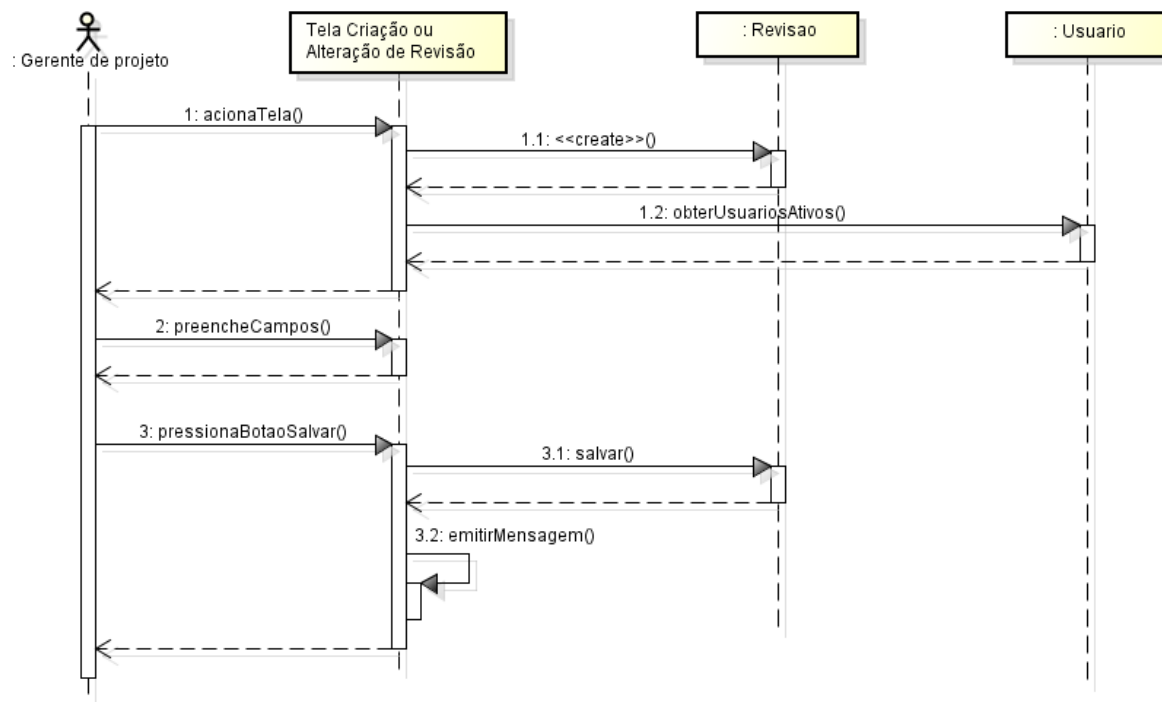 : Gerente de projeto
Tela Criação ou
Alteração de Revisão
: Revisao
: Usuario
1: acionaTela()
1.1: <<create>>()
1.2: obterUsuariosAtivos()
2: preencheCampos()
3: pressionaBotaoSalvar()
3.1: salvar()
3.2: emitirMensagem()